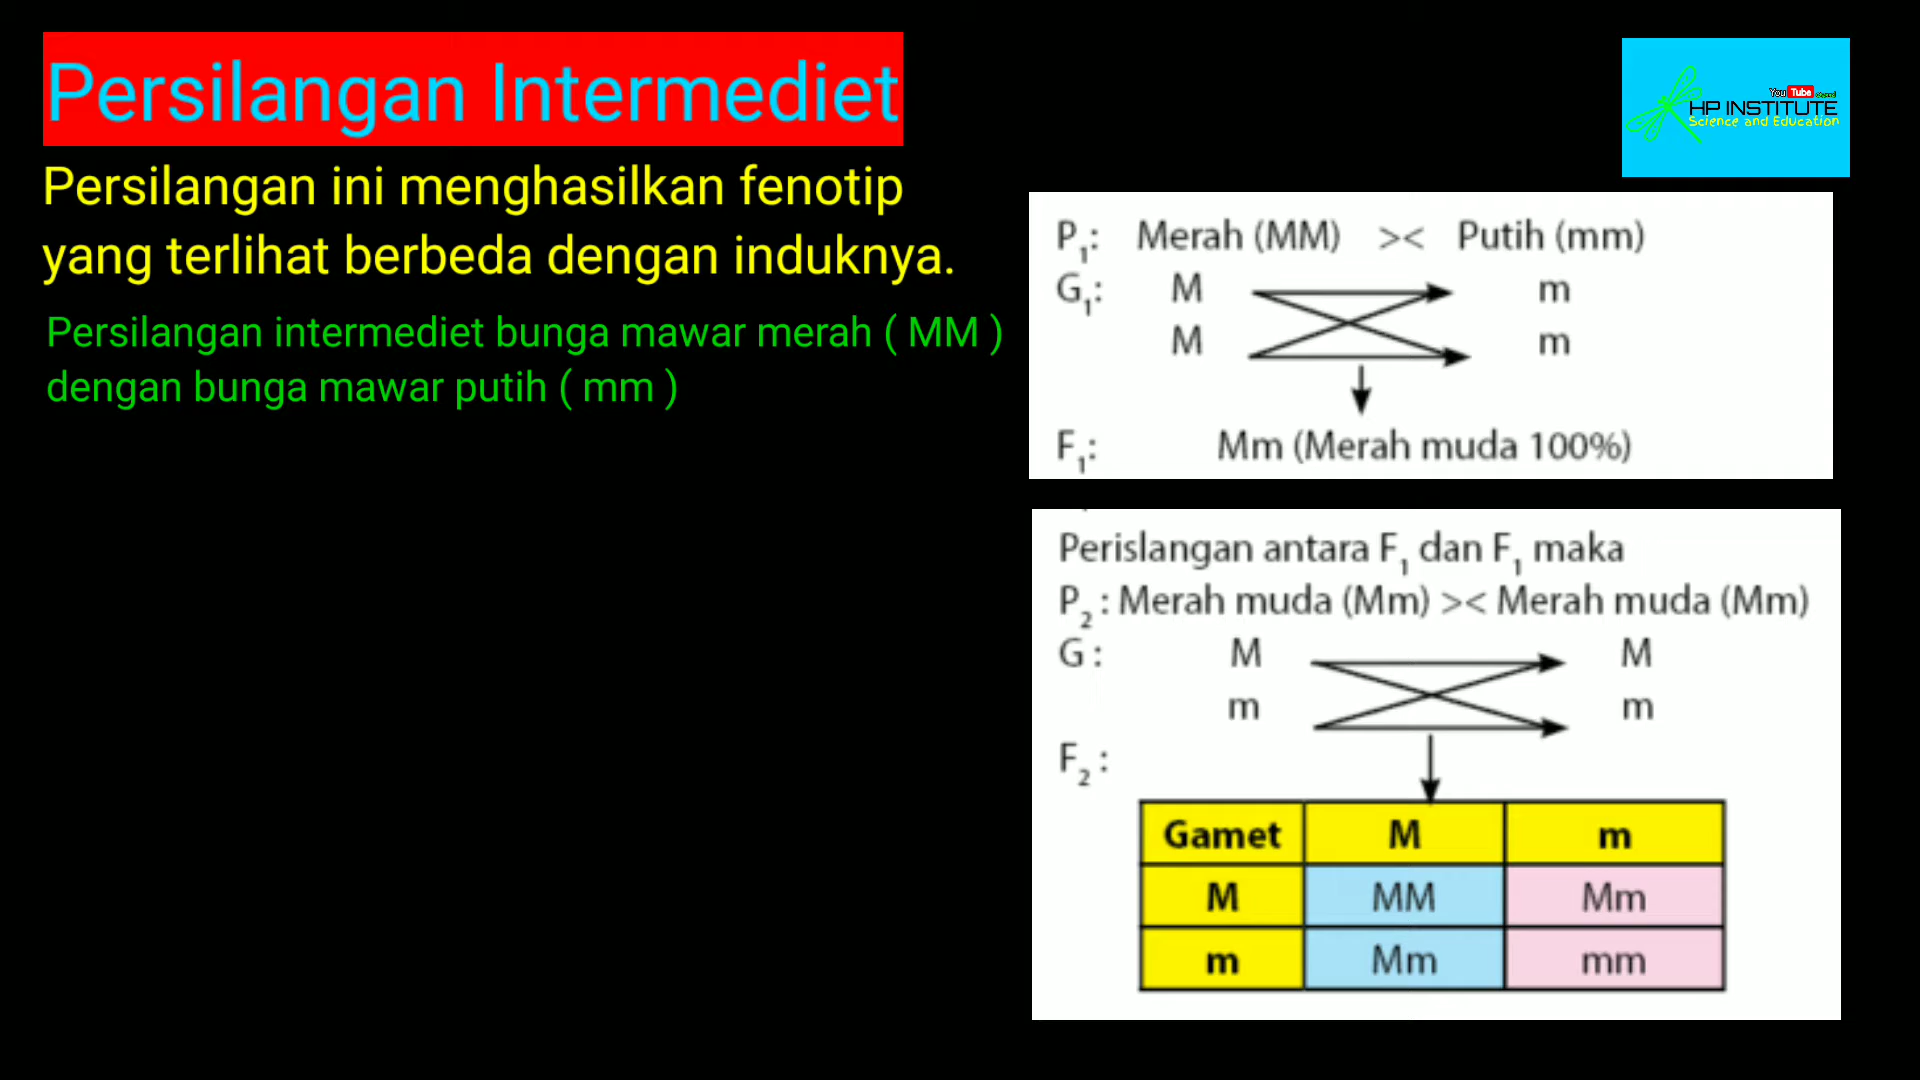 Persilangan Intermediet
Persilangan ini menghasilkan fenotip
yang terlihat berbeda dengan induknya.
Persilangan intermediet bunga mawar merah ( MM )
dengan bunga mawar putih ( mm )
You Tube
HP INSTITUTE
Science and Education
P₁: Merah (MM) >< Putih (mm)
G₁: M m
M m
F₁: Mm (Merah muda 100%)
Perislangan antara F₁ dan F₁ maka
P₂ : Merah muda (Mm) >< Merah muda (Mm)
G : M M
m m
F₂ :
Gamet M m
M MM Mm
m Mm mm